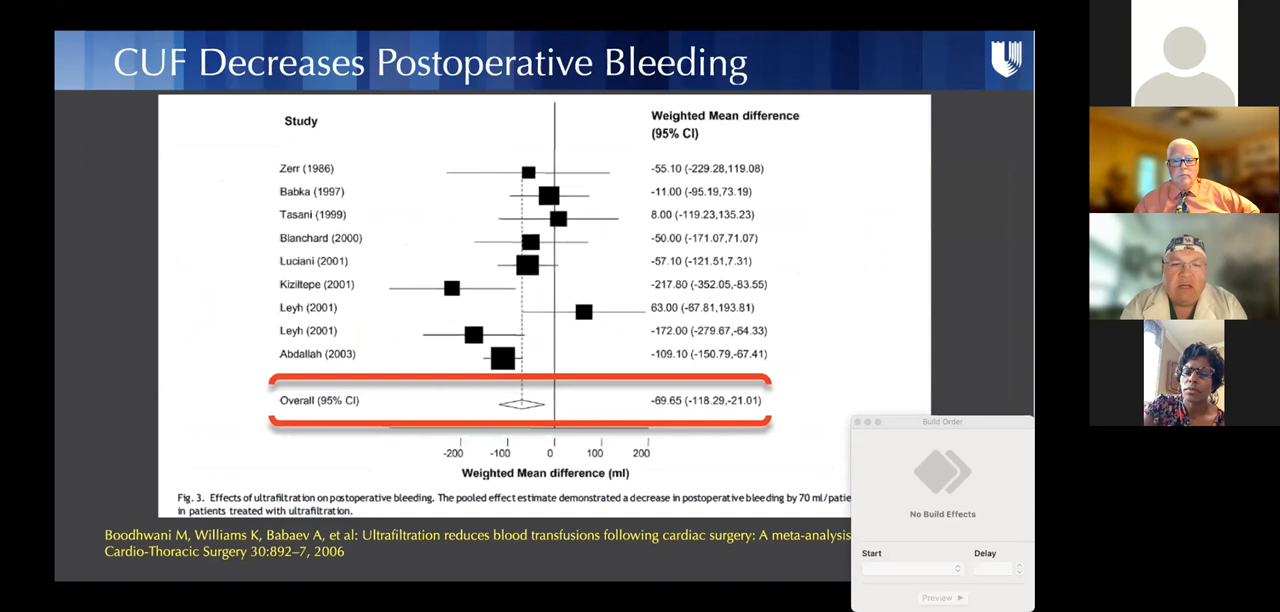 CUF Decreases Postoperative Bleeding
Study
Weighted Mean difference
(95% CI)
Zerr (1986)
-55.10 (-229.28,119.08)
Babka (1997)
-11.00 (-95.19,73.19)
Tasani (1999)
8.00 (-119.23,135.23)
Blanchard (2000)
-50.00 (-171.07,71.07)
Luciani (2001)
-57.10 (-121.51,7.31)
Kiziltepe (2001)
-217.80 (-352.05,-83.55)
Leyh (2001)
63.00 (-67.81,193.81)
Leyh (2001)
-172.00 (-279.67,-64.33)
Abdallah (2003)
-109.10 (-150.79,-67.41)
Overall (95% CI)
-69.65 (-118.29,-21.01)
-200 -100 0 100 200
Weighted Mean difference (ml)
Fig. 3. Effects of ultrafiltration on postoperative bleeding. The pooled effect estimate demonstrated a decrease in postoperative bleeding by 70 ml/patie
in patients treated with ultrafiltration.
Boodhwani M, Williams K, Babaev A, et al: Ultrafiltration reduces blood transfusions following cardiac surgery: A meta-analysis
Cardio-Thoracic Surgery 30:892–7, 2006
Build Order
No Build Effects
Start
Delay
Preview